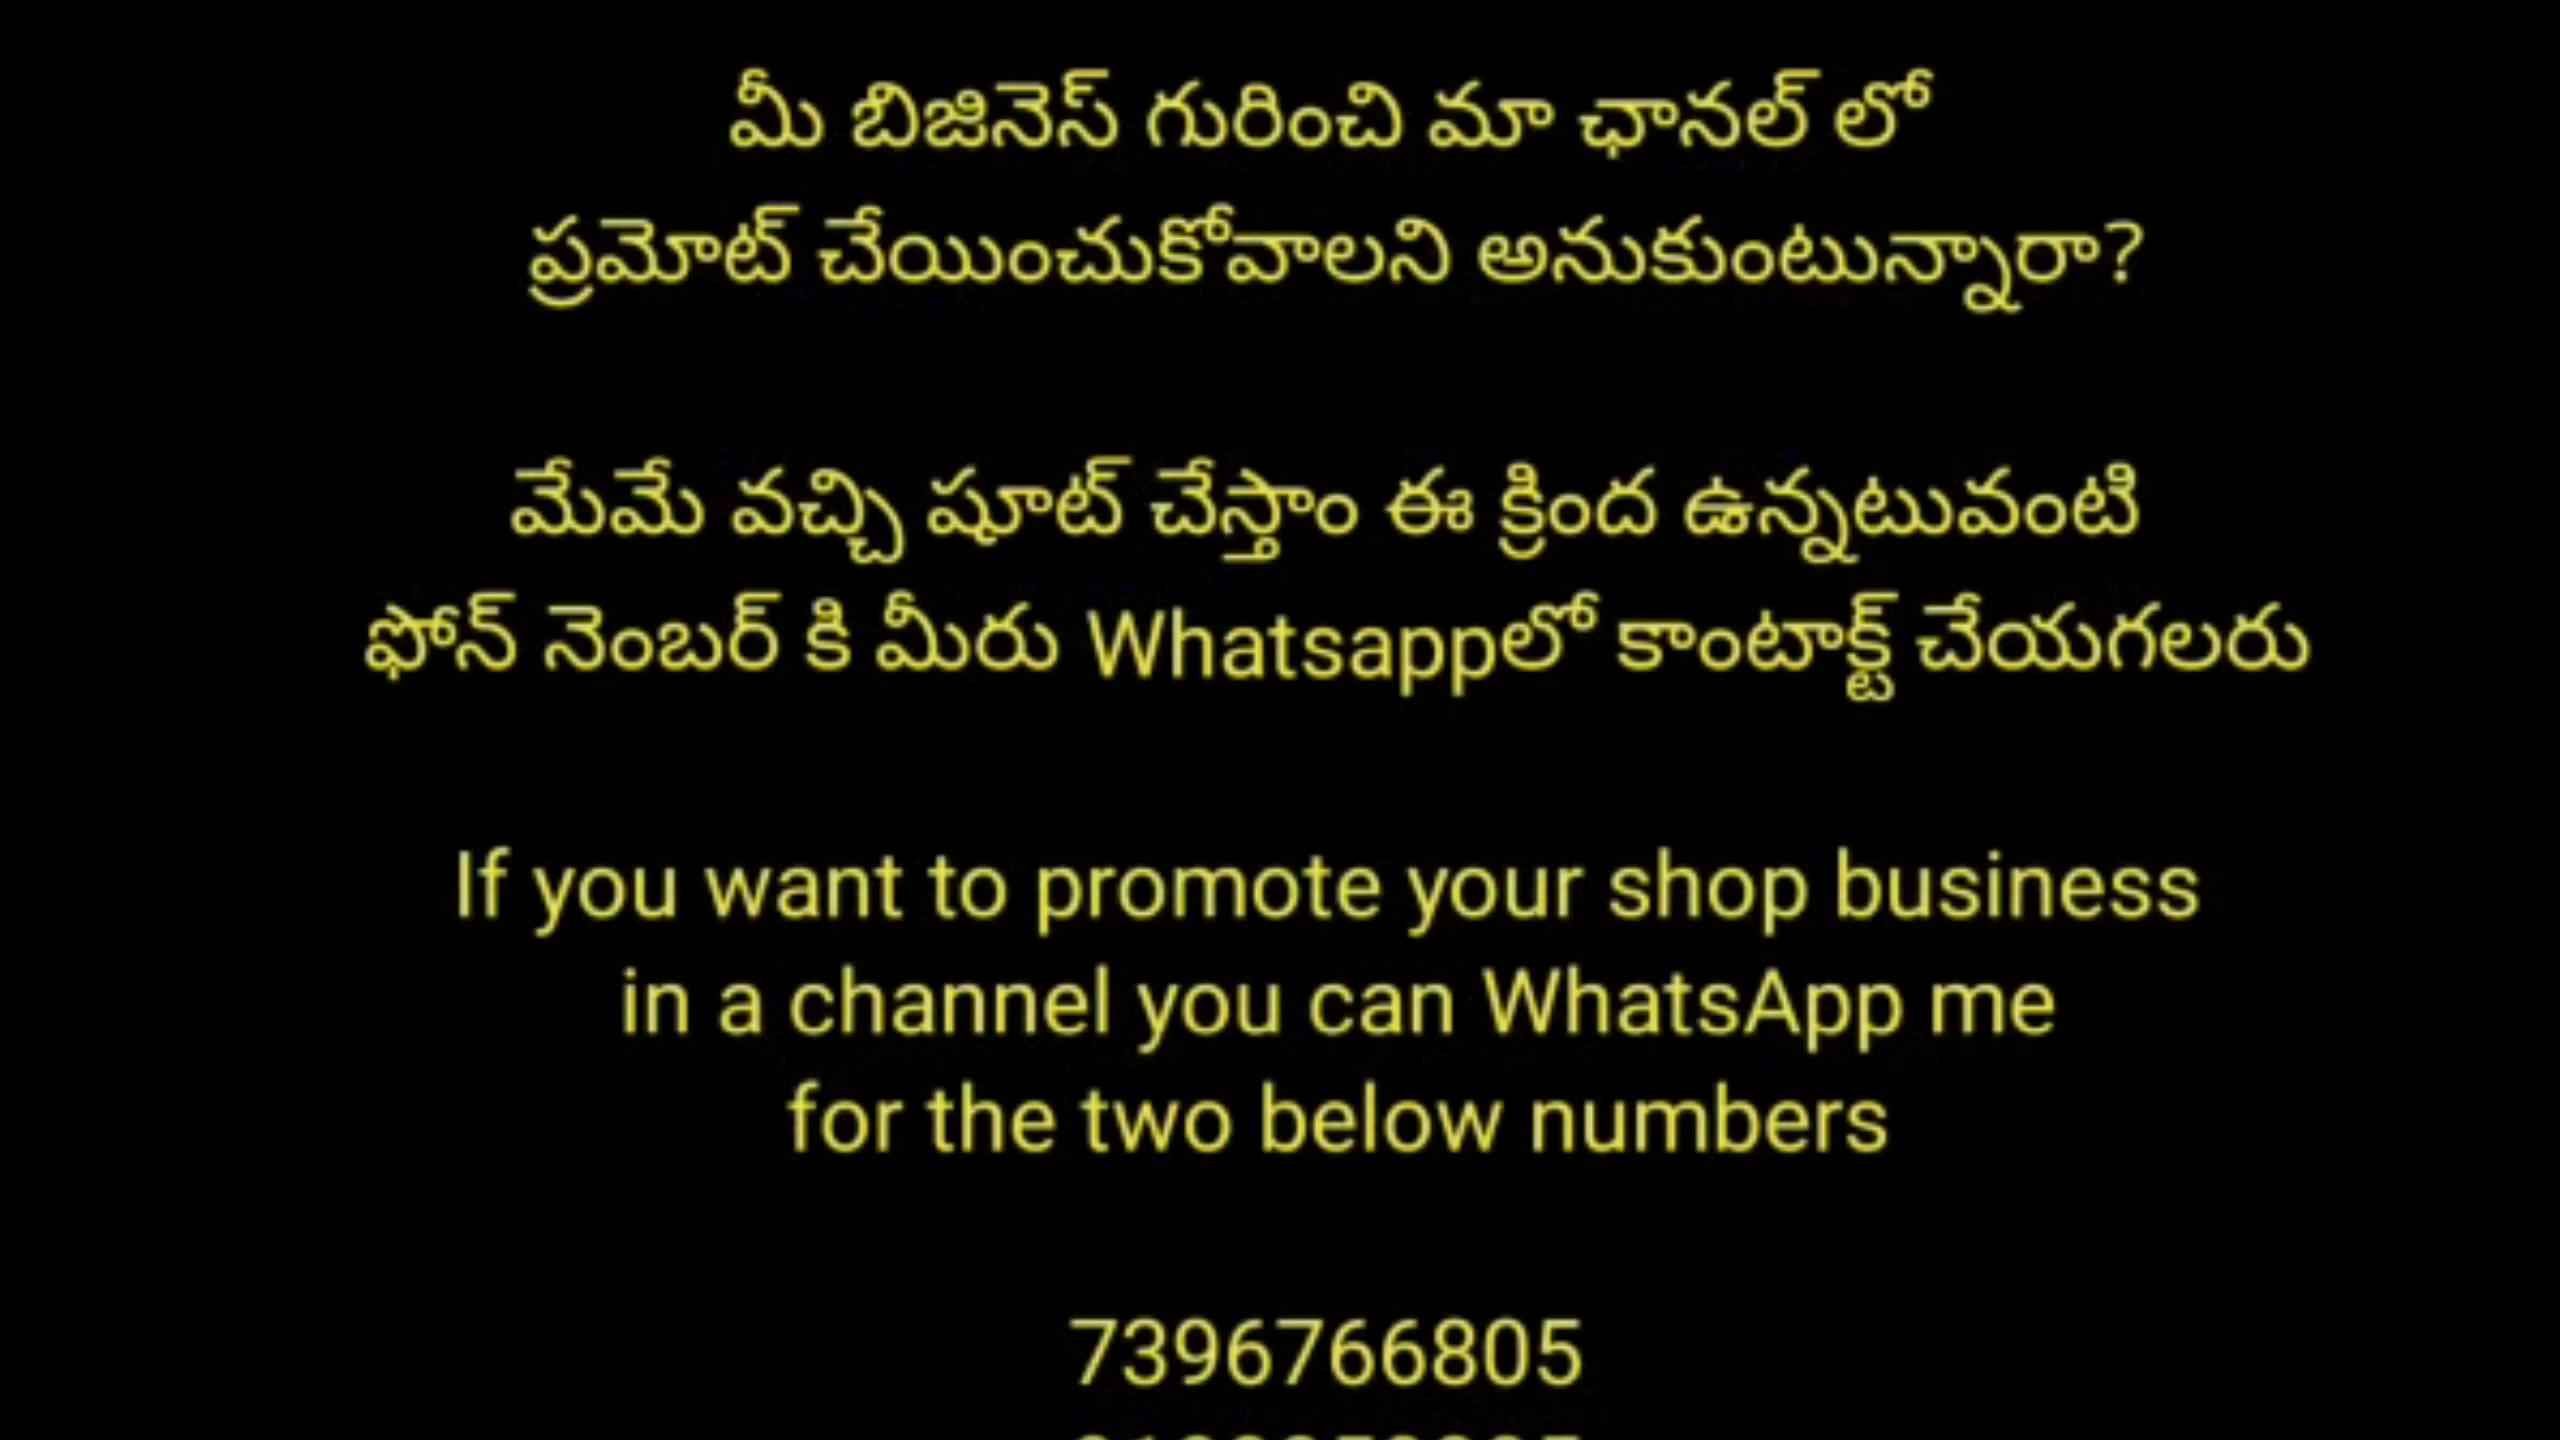 మీ బిజినెస్ గురించి మా ఛానల్ లో
ప్రమోట్ చేయించుకోవాలని అనుకుంటున్నారా?
మేమే వచ్చి షూట్ చేస్తాం ఈ క్రింద ఉన్నటువంటి
ఫోన్ నెంబర్ కి మీరు Whatsappలో కాంటాక్ట్ చేయగలరు
If you want to promote your shop business
in a channel you can WhatsApp me
for the two below numbers
7396766805